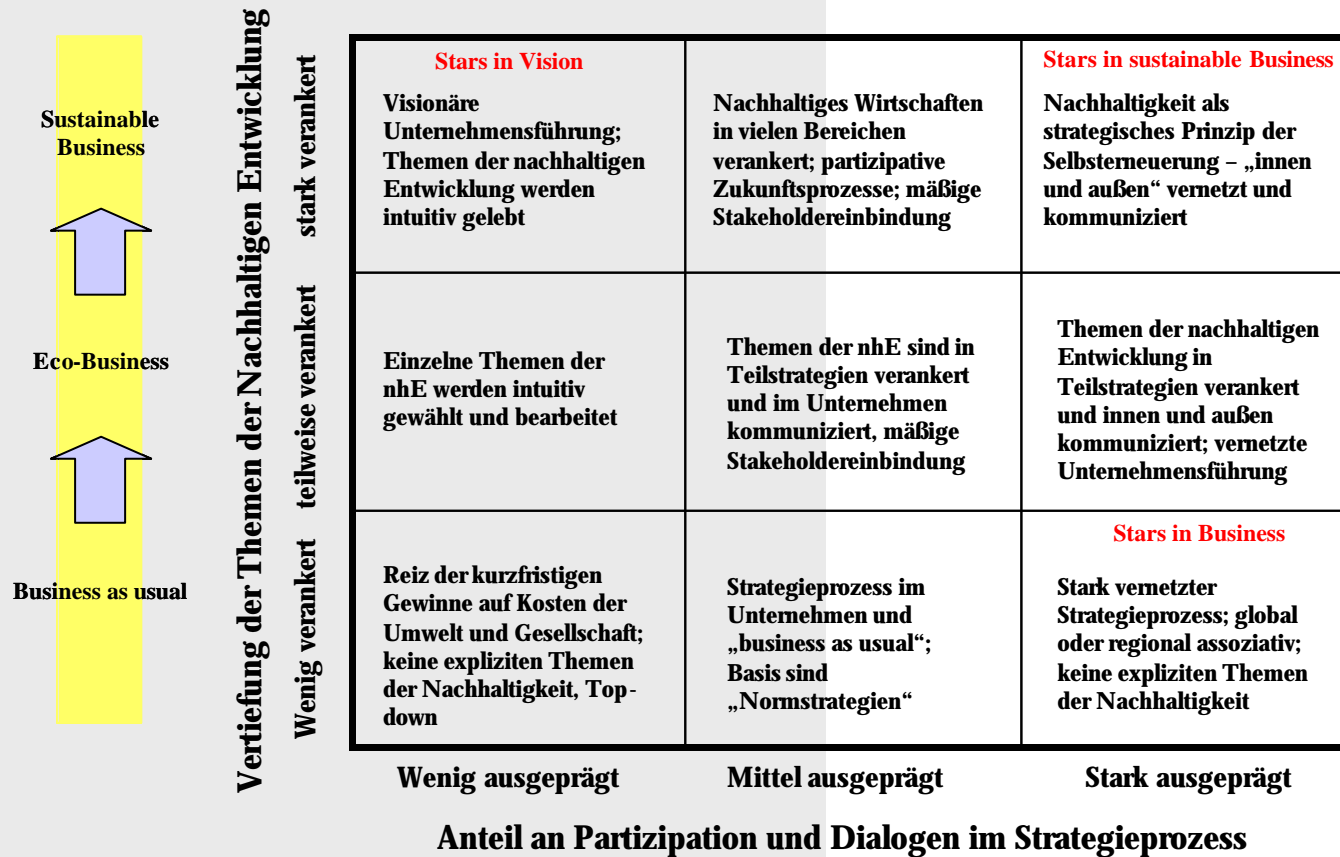 Sustainable
Business
Eco-Business
Business as usual
Vertiefung der Themen der Nachhaltigen Entwicklung
stark verankert
teilweise verankert
Wenig verankert
Stars in Vision
Visionäre
Unternehmensführung;
Themen der nachhaltigen
Entwicklung werden
intuitiv gelebt
Nachhaltiges Wirtschaften
in vielen Bereichen
verankert; partizipative
Zukunftsprozesse; mäßige
Stakeholdereinbindung
Stars in sustainable Business
Nachhaltigkeit als
strategisches Prinzip der
Selbsterneuerung – „innen
und außen“ vernetzt und
kommuniziert
Einzelne Themen der
nhE werden intuitiv
gewählt und bearbeitet
Themen der nhE sind in
Teilstrategien verankert
und im Unternehmen
kommuniziert, mäßige
Stakeholdereinbindung
Themen der nachhaltigen
Entwicklung in
Teilstrategien verankert
und innen und außen
kommuniziert; vernetzte
Unternehmensführung
Reiz der kurzfristigen
Gewinne auf Kosten der
Umwelt und Gesellschaft;
keine expliziten Themen
der Nachhaltigkeit, Top-
down
Strategieprozess im
Unternehmen und
„business as usual“;
Basis sind
„Normstrategien“
Stars in Business
Stark vernetzter
Strategieprozess; global
oder regional assoziativ;
keine expliziten Themen
der Nachhaltigkeit
Wenig ausgeprägt
Mittel ausgeprägt
Stark ausgeprägt
Anteil an Partizipation und Dialogen im Strategieprozess